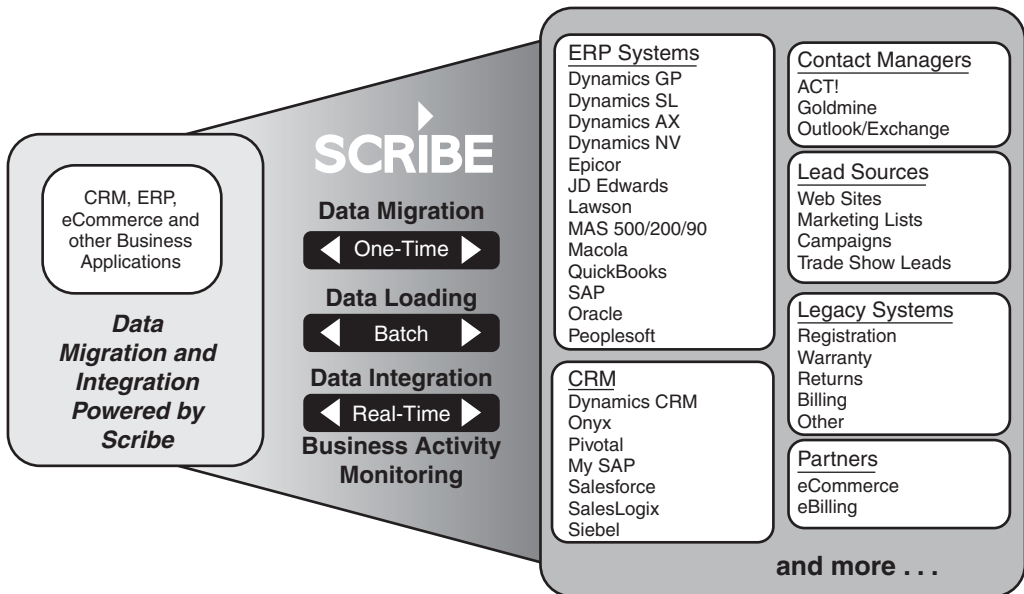 CRM, ERP,
eCommerce and
other Business
Applications
Data
Migration and
Integration
Powered by
Scribe
SCRIBE
Data Migration
One-Time
Data Loading
Batch
Data Integration
Real-Time
Business Activity
Monitoring
ERP Systems
Dynamics GP
Dynamics SL
Dynamics AX
Dynamics NV
Epicor
JD Edwards
Lawson
MAS 500/200/90
Macola
QuickBooks
SAP
Oracle
Peoplesoft
CRM
Dynamics CRM
Onyx
Pivotal
My SAP
Salesforce
SalesLogix
Siebel
Contact Managers
ACT!
Goldmine
Outlook/Exchange
Lead Sources
Web Sites
Marketing Lists
Campaigns
Trade Show Leads
Legacy Systems
Registration
Warranty
Returns
Billing
Other
Partners
eCommerce
eBilling
and more . . .